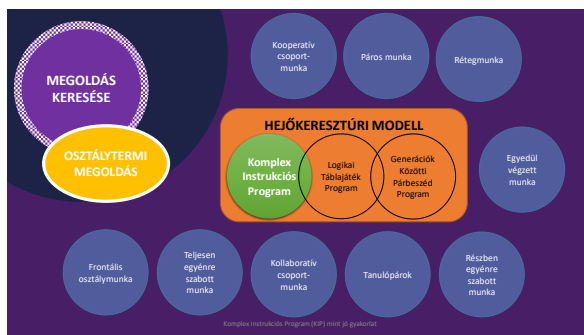 MEGOLDÁS
KERESÉSE
OSZTÁLYTERMI
MEGOLDÁS
Kooperatív
csoport-
munka
Páros munka
Rétegmunka
HEJŐKERESZTÚRI MODELL
Komplex
Instrukciós
Program
Logikai
Táblajáték
Program
Generációk
Közötti
Párbeszéd
Program
Egyedül
végzett
munka
Frontális
osztálymunka
Teljesen
egyénre
szabott
munka
Kollaboratív
csoport-
munka
Tanulópárok
Részben
egyénre
szabott
munka
Komplex Instrukciós Program (KIP) mint jó gyakorlat